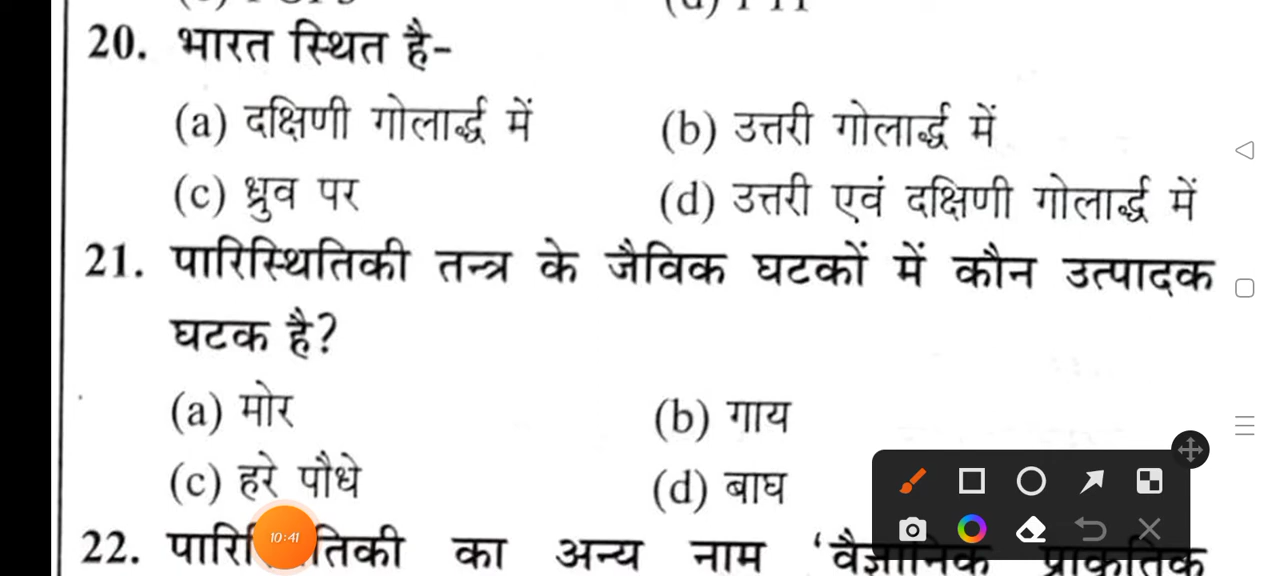 20. भारत स्थित है-
(a) दक्षिणी गोलार्द्ध में (b) उत्तरी गोलार्द्ध में
(c) ध्रुव पर (d) उत्तरी एवं दक्षिणी गोलार्द्ध में
21. पारिस्थितिकी तन्त्र के जैविक घटकों में कौन उत्पादक
घटक है?
(a) मोर (b) गाय
(c) हरे पौधे (d) बाघ
10:41
22. का अन्य नाम 'वैज्ञानिक प्राकृतिक